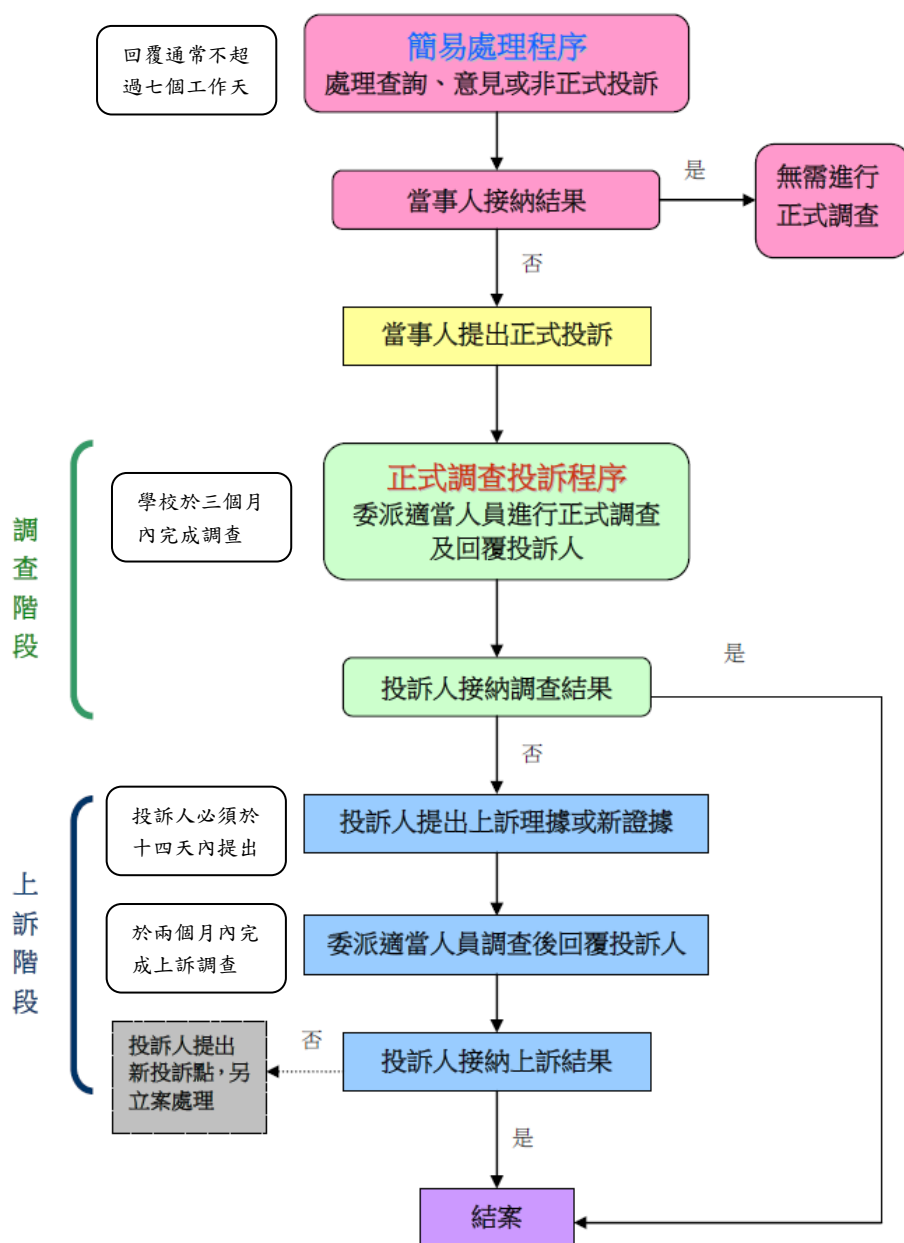 回覆通常不超
過七個工作天
簡易處理程序
處理查詢、意見或非正式投訴
當事人接納結果
是
無需進行
正式調查
否
當事人提出正式投訴
調查階段
學校於三個月
內完成調查
正式調查投訴程序
委派適當人員進行正式調查
及回覆投訴人
投訴人接納調查結果
是
否
上訴階段
投訴人必須於
十四天內提出
投訴人提出上訴理據或新證據
於兩個月內完
成上訴調查
委派適當人員調查後回覆投訴人
投訴人提出
新投訴點，另
立案處理
否
投訴人接納上訴結果
是
結案